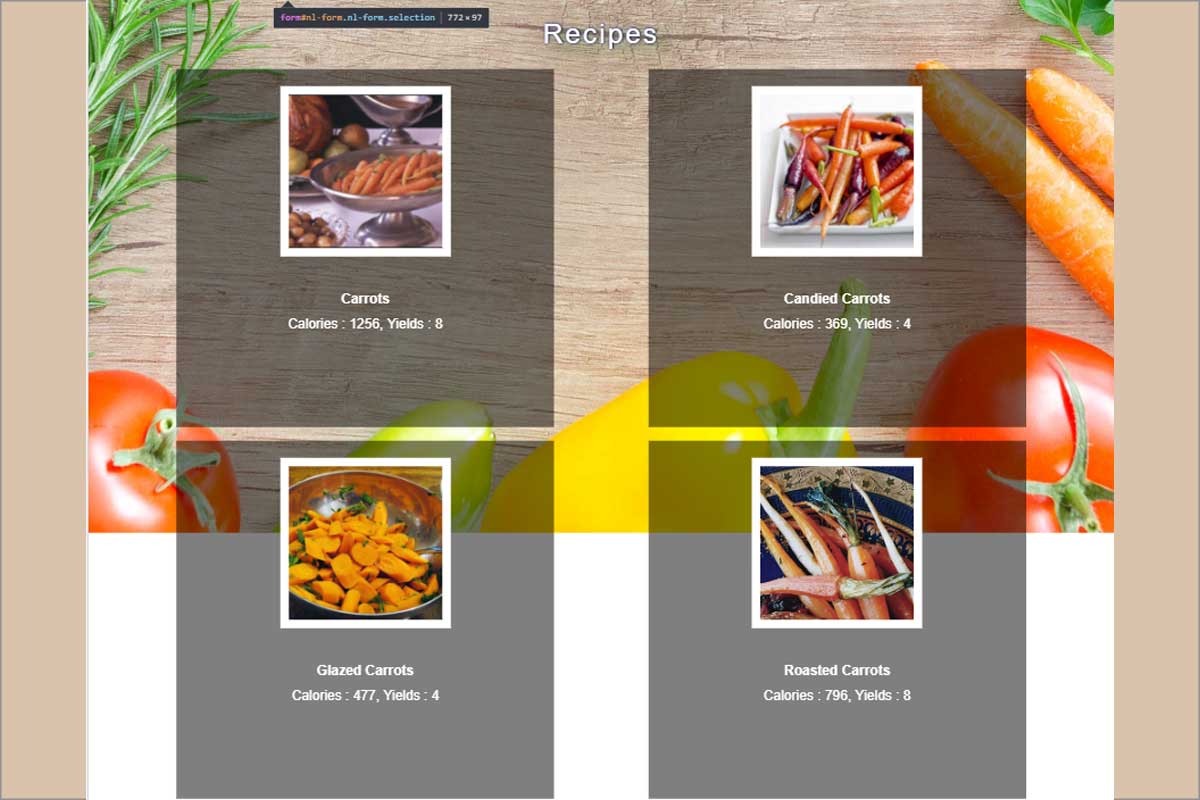 form#nl-form.nl-form.selection | 772×97
Recipes
Carrots
Calories : 1256, Yields : 8
Candied Carrots
Calories : 369, Yields : 4
Glazed Carrots
Calories : 477, Yields : 4
Roasted Carrots
Calories : 796, Yields : 8